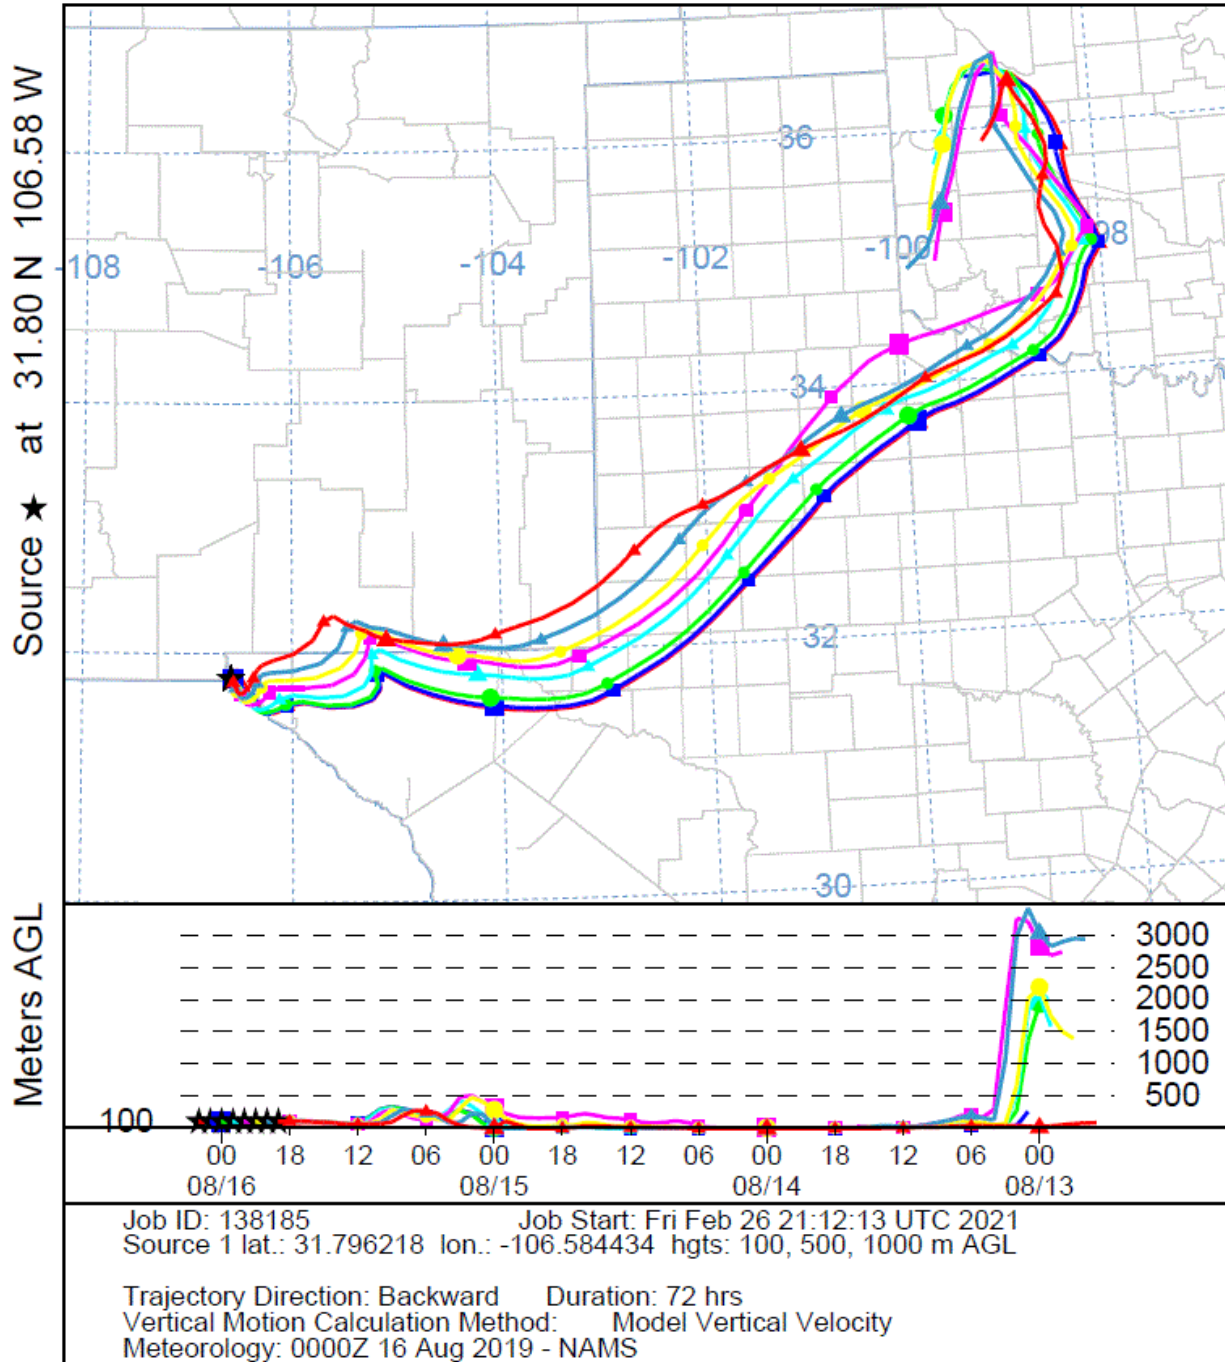 Source ★ at 31.80 N 106.58 W
36
-108
-106
-104
-102
-100
98
34
32
30
Meters AGL
3000
2500
2000
1500
1000
500
100
00 18 12 06 00 18 12 06 00 18 12 06 00
08/16 08/15 08/14 08/13
Job ID: 138185 Job Start: Fri Feb 26 21:12:13 UTC 2021
Source 1 lat.: 31.796218 lon.: -106.584434 hgts: 100, 500, 1000 m AGL
Trajectory Direction: Backward Duration: 72 hrs
Vertical Motion Calculation Method: Model Vertical Velocity
Meteorology: 0000Z 16 Aug 2019 - NAMS